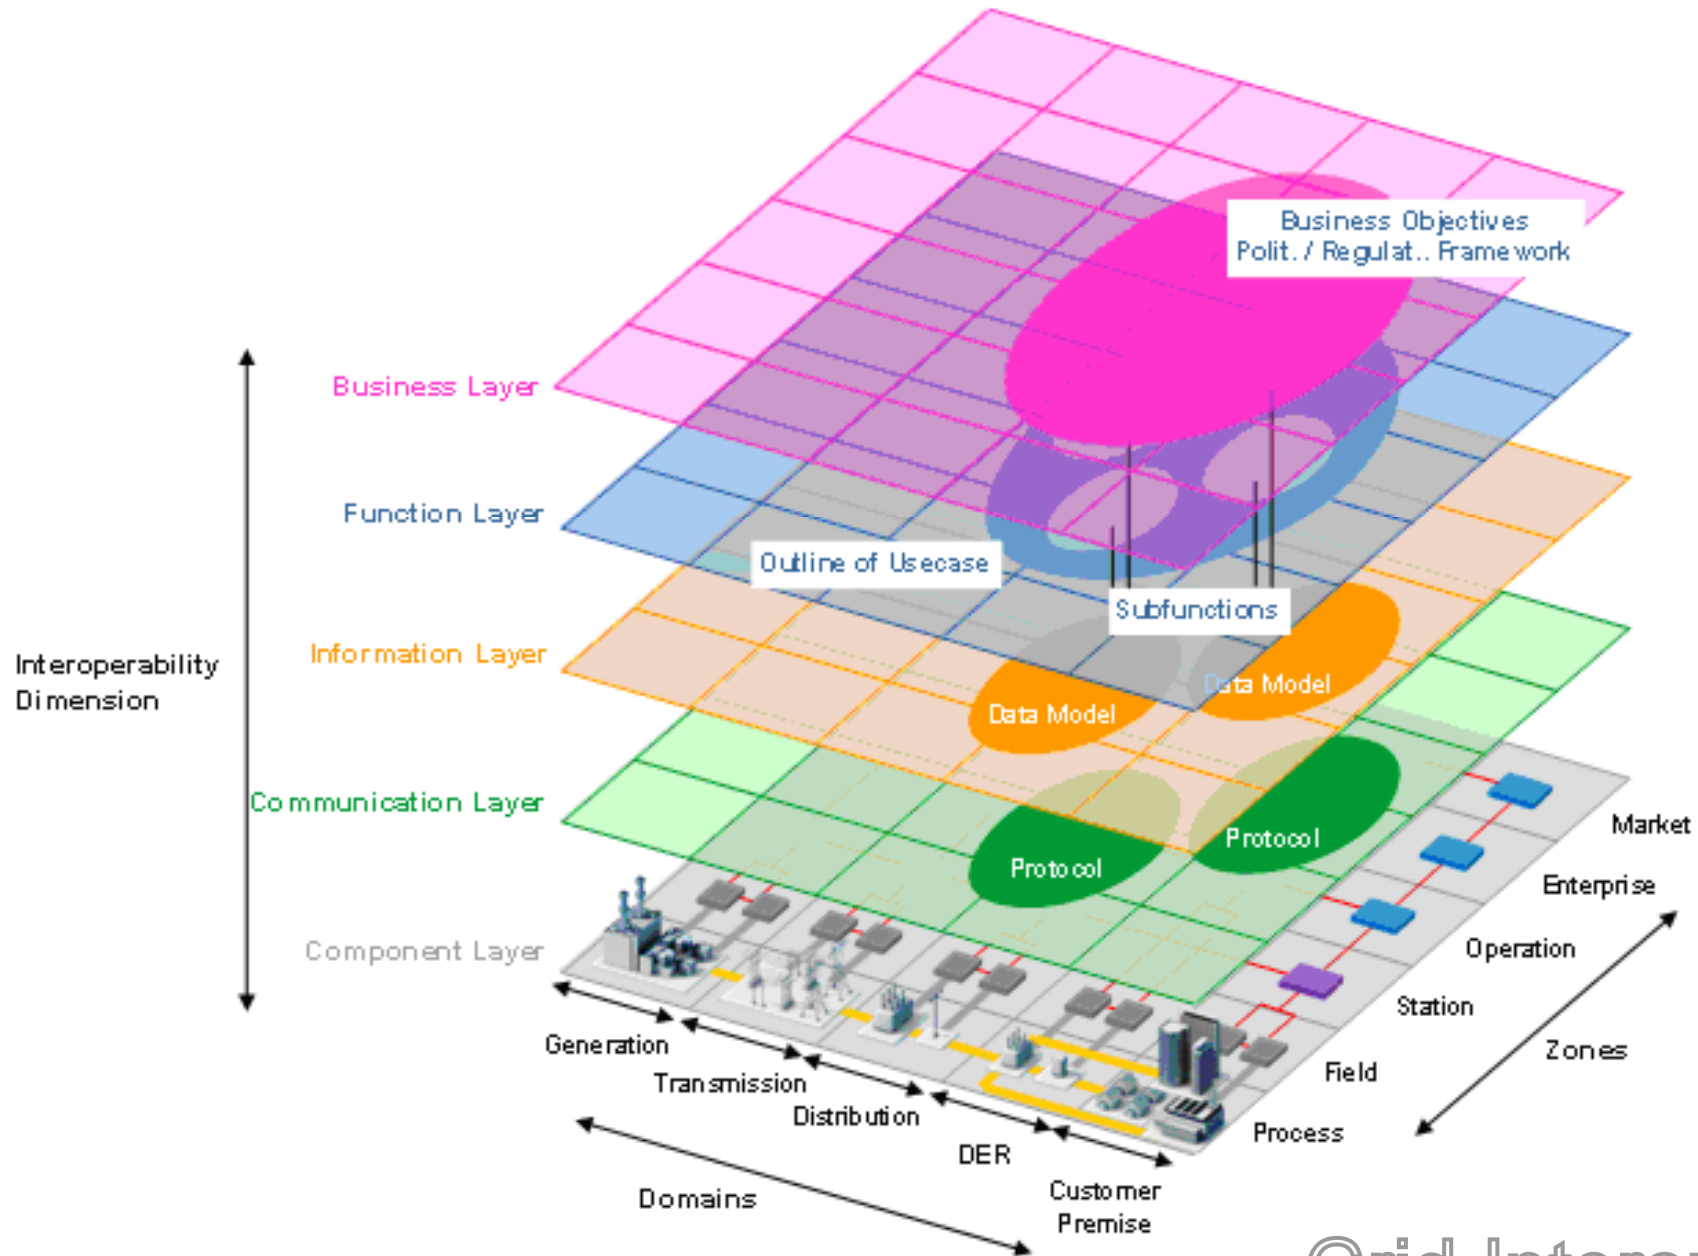 Business Objectives
Polit. / Regulat.. Framework
Business Layer
Function Layer
Outline of Usecase
Subfunctions
Information Layer
Interoperability
Dimension
Data Model
Data Model
Communication Layer
Protocol
Protocol
Component Layer
Market
Enterprise
Operation
Station
Field
Process
Zones
Generation
Transmission
Distribution
DER
Customer
Premise
Domains